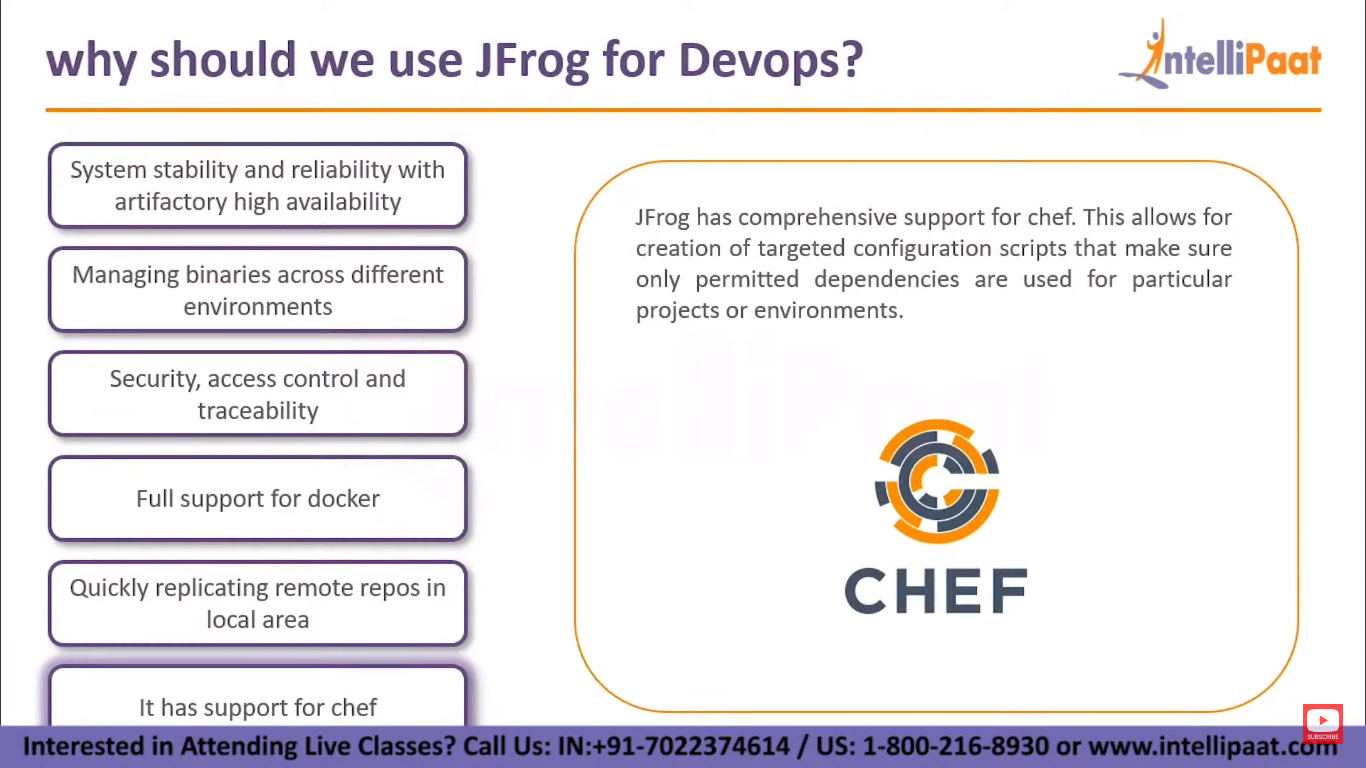 why should we use JFrog for Devops?
IntelliPaat
System stability and reliability with
artifactory high availability
Managing binaries across different
environments
Security, access control and
traceability
Full support for docker
Quickly replicating remote repos in
local area
It has support for chef
JFrog has comprehensive support for chef. This allows for
creation of targeted configuration scripts that make sure
only permitted dependencies are used for particular
projects or environments.
CHEF
SUBSCRIBE
Interested in Attending Live Classes? Call Us: IN:+91-7022374614 / US: 1-800-216-8930 or www.intellipaat.com